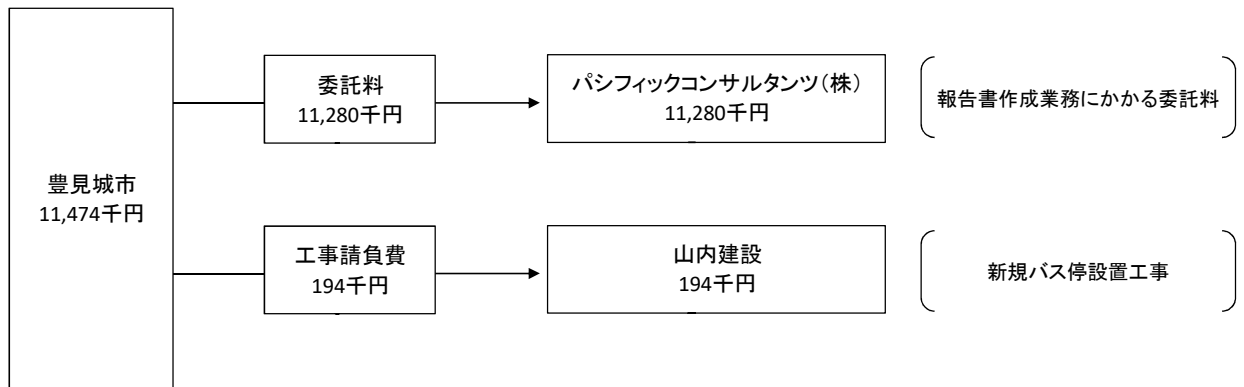 豊見城市
11,474千円
委託料
11,280千円
パシフィックコンサルタンツ（株）
11,280千円
報告書作成業務にかかる委託料
工事請負費
194千円
山内建設
194千円
新規バス停設置工事